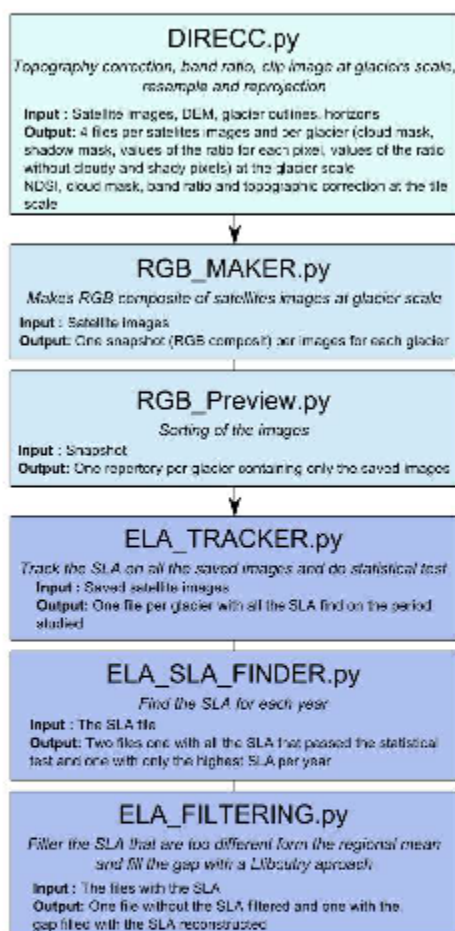 DIRECC.py
Topography correction, band ratio, clip image at glaciers scale,
resample and reprojection
Input : Satellite images, DEM, glacier outlines, horizons
Output: 4 files per satelites images and per glacier (cloud mask,
shadow mask, values of the ratio for each pixel, values of the ratio
without cloudy and shady pixels) at the glacier scale
NDSI, cloud mask, band ratio and topographic correction at the tile
scale
RGB_MAKER.py
Makes RGB composite of satellites images at glacier scale
Input : Satellite images
Output: One snapshot (RGB composit) per images for each glacier
RGB_Preview.py
Sorting of the images
Input : Snapshot
Output: One repertory per glacier containing only the saved images
ELA_TRACKER.py
Track the SLA on all the saved images and do statistical test
Input : Saved satellite images
Output: One file per glacier with all the SLA find on the period
studied
ELA_SLA_FINDER.py
Find the SLA for each year
Input : The SLA file
Output: Two files one with all the SLA that passed the statistical
test and one with only the highest SLA per year
ELA_FILTERING.py
Filter the SLA that are too different form the regional mean
and fill the gap with a Lliboutry aproach
Input : The files with the SLA
Output: One file without the SLA filtered and one with the
gap filled with the SLA reconstructed